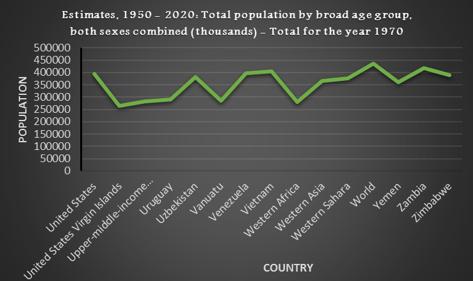 Estimates, 1950 – 2020: Total population by broad age group,
both sexes combined (thousands) – Total for the year 1970
POPULATION
500000
450000
400000
350000
300000
250000
200000
150000
100000
50000
0
United States
United States Virgin Islands
Upper-middle-income...
Uruguay
Uzbekistan
Vanuatu
Venezuela
Vietnam
Western Africa
Western Asia
Western Sahara
World
Yemen
Zambia
Zimbabwe
COUNTRY